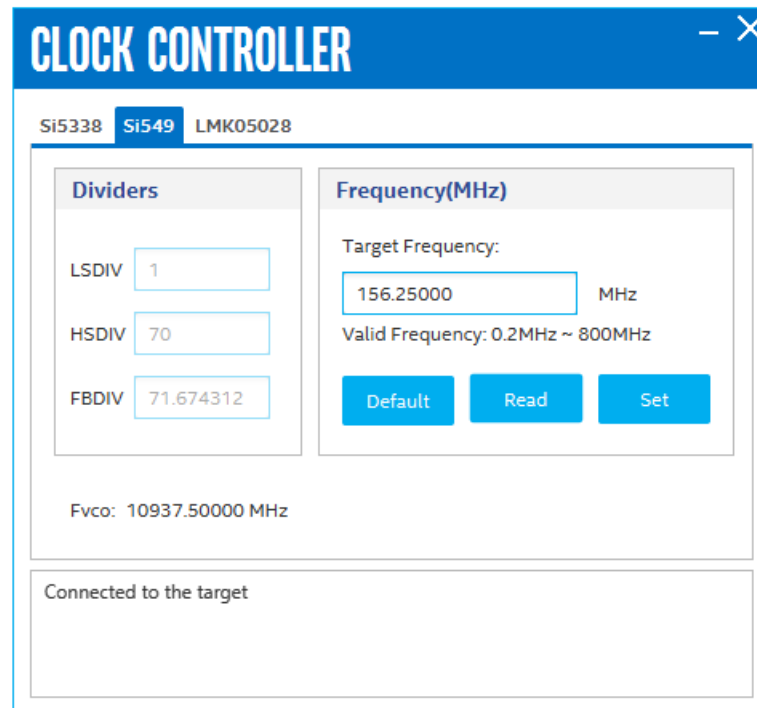 CLOCK CONTROLLER
Si5338 Si549 LMK05028
Dividers
LSDIV 1
HSDIV 70
FBDIV 71.674312
Frequency(MHz)
Target Frequency:
156.25000 MHz
Valid Frequency: 0.2MHz ~ 800MHz
Default Read Set
Fvco: 10937.50000 MHz
Connected to the target